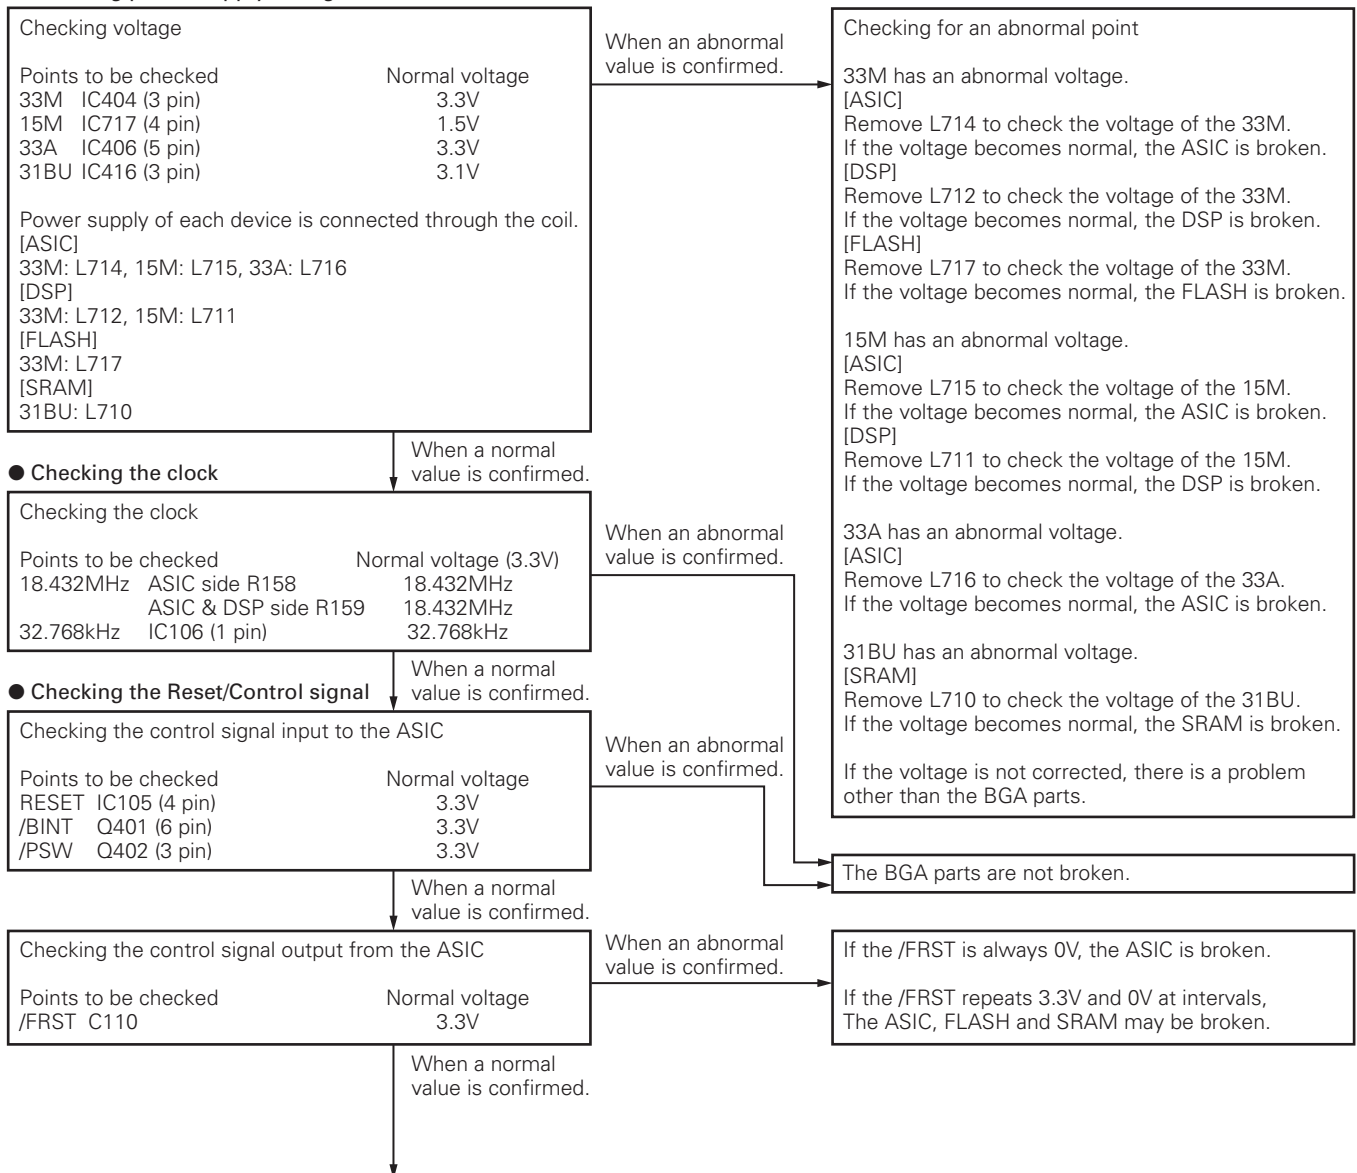 Checking voltage
Points to be checked Normal voltage
33M IC404 (3 pin) 3.3V
15M IC717 (4 pin) 1.5V
33A IC406 (5 pin) 3.3V
31BU IC416 (3 pin) 3.1V
Power supply of each device is connected through the coil.
[ASIC]
33M: L714, 15M: L715, 33A: L716
[DSP]
33M: L712, 15M: L711
[FLASH]
33M: L717
[SRAM]
31BU: L710
When an abnormal
value is confirmed.
Checking for an abnormal point
33M has an abnormal voltage.
[ASIC]
Remove L714 to check the voltage of the 33M.
If the voltage becomes normal, the ASIC is broken.
[DSP]
Remove L712 to check the voltage of the 33M.
If the voltage becomes normal, the DSP is broken.
[FLASH]
Remove L717 to check the voltage of the 33M.
If the voltage becomes normal, the FLASH is broken.
15M has an abnormal voltage.
[ASIC]
Remove L715 to check the voltage of the 15M.
If the voltage becomes normal, the ASIC is broken.
[DSP]
Remove L711 to check the voltage of the 15M.
If the voltage becomes normal, the DSP is broken.
33A has an abnormal voltage.
[ASIC]
Remove L716 to check the voltage of the 33A.
If the voltage becomes normal, the ASIC is broken.
31BU has an abnormal voltage.
[SRAM]
Remove L710 to check the voltage of the 31BU.
If the voltage becomes normal, the SRAM is broken.
If the voltage is not corrected, there is a problem
other than the BGA parts.
When a normal
value is confirmed.
● Checking the clock
Checking the clock
Points to be checked Normal voltage (3.3V)
18.432MHz ASIC side R158 18.432MHz
ASIC & DSP side R159 18.432MHz
32.768kHz IC106 (1 pin) 32.768kHz
When an abnormal
value is confirmed.
When a normal
value is confirmed.
● Checking the Reset/Control signal
Checking the control signal input to the ASIC
Points to be checked Normal voltage
RESET IC105 (4 pin) 3.3V
/BINT Q401 (6 pin) 3.3V
/PSW Q402 (3 pin) 3.3V
When an abnormal
value is confirmed.
The BGA parts are not broken.
When a normal
value is confirmed.
Checking the control signal output from the ASIC
Points to be checked Normal voltage
/FRST C110 3.3V
When an abnormal
value is confirmed.
If the /FRST is always 0V, the ASIC is broken.
If the /FRST repeats 3.3V and 0V at intervals,
The ASIC, FLASH and SRAM may be broken.
When a normal
value is confirmed.